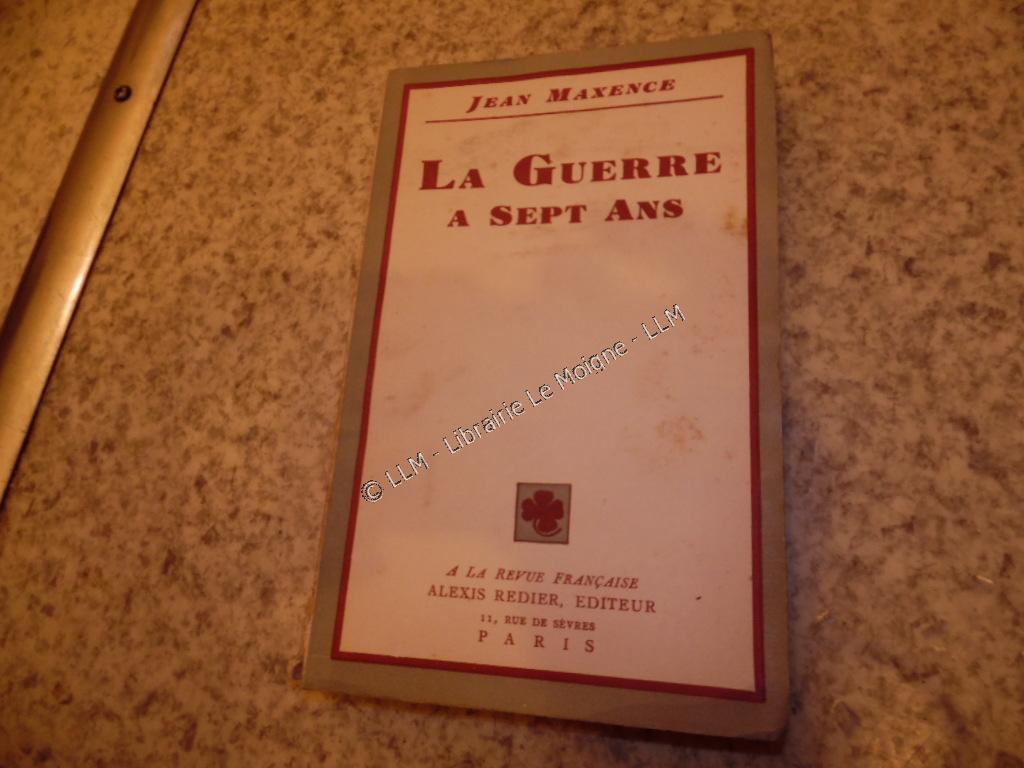 JEAN MAXENCE
LA GUERRE
A SEPT ANS
© LLM - Librairie Le Moigne - LLM
A LA REVUE FRANÇAISE
ALEXIS REDIER, EDITEUR
11, RUE DE SÈVRES
PARIS